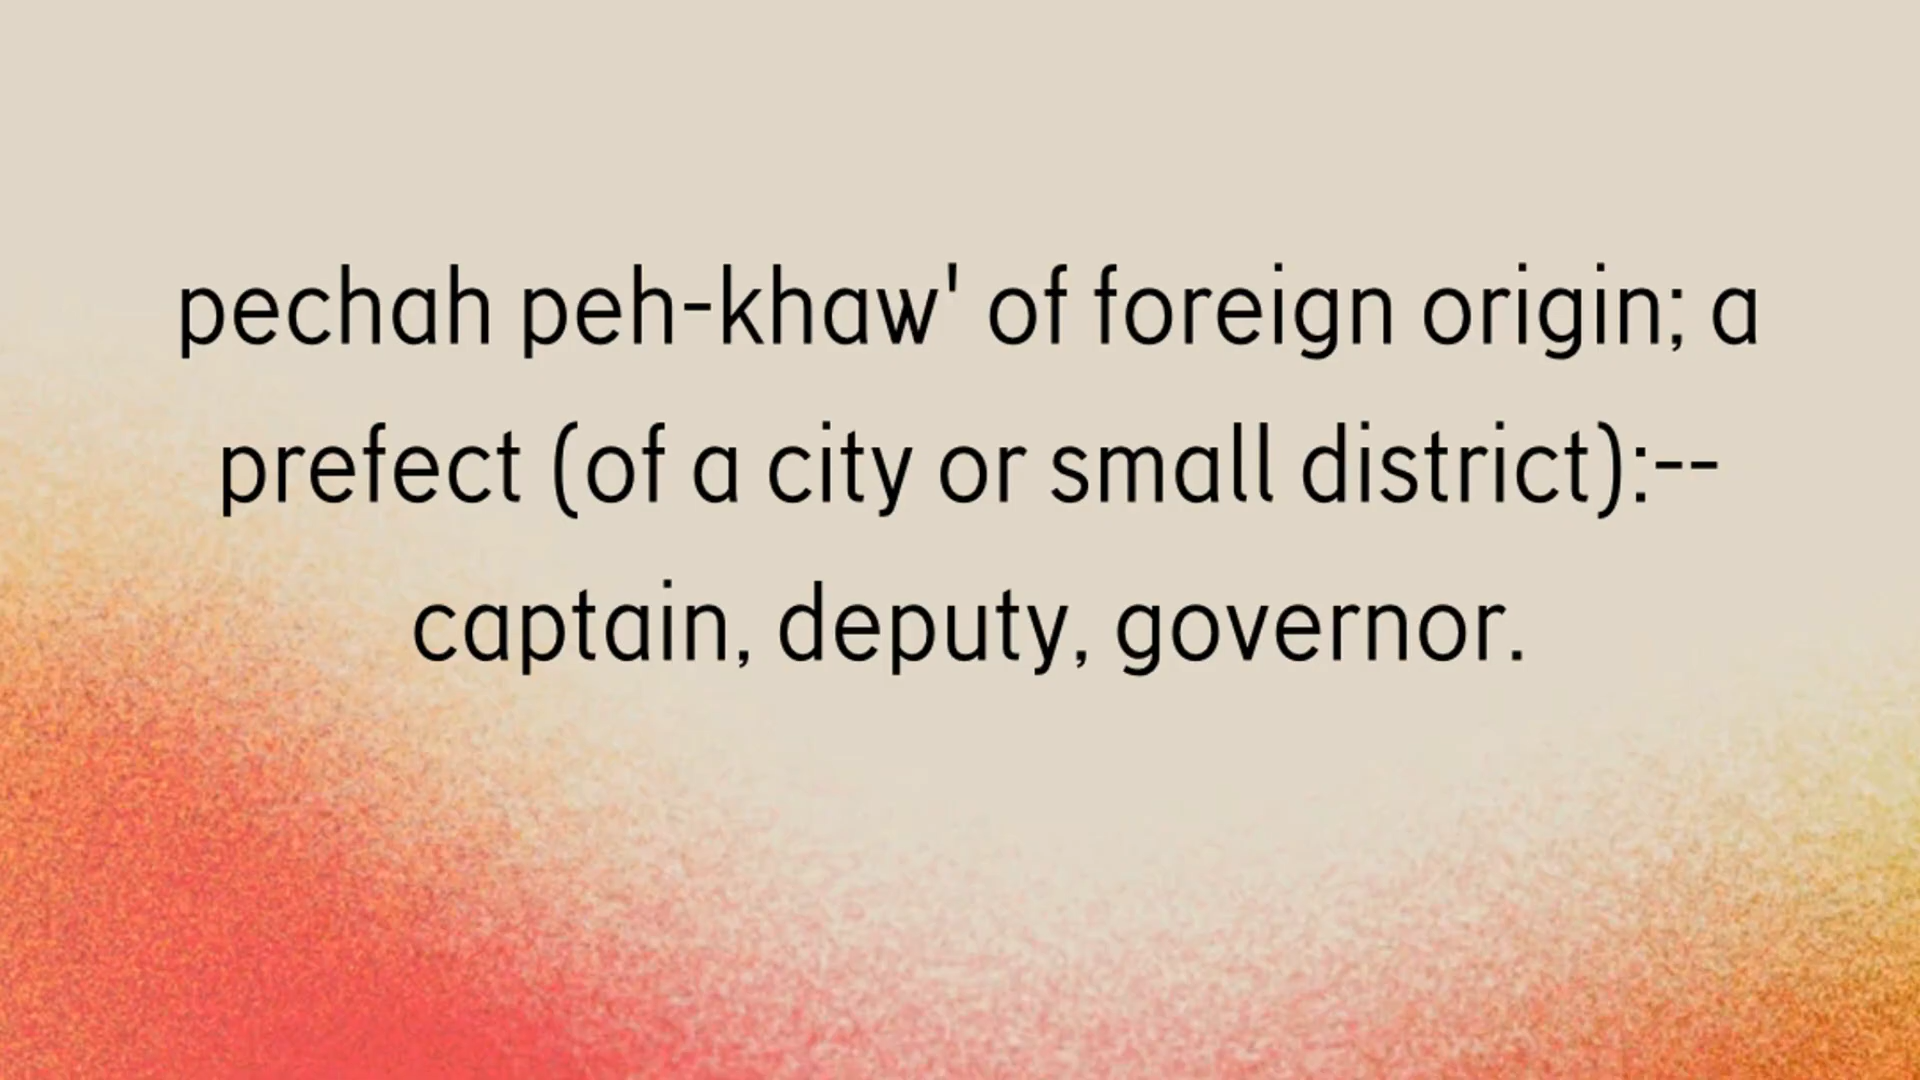 pechah peh-khaw' of foreign origin; a
prefect (of a city or small district):--
captain, deputy, governor.